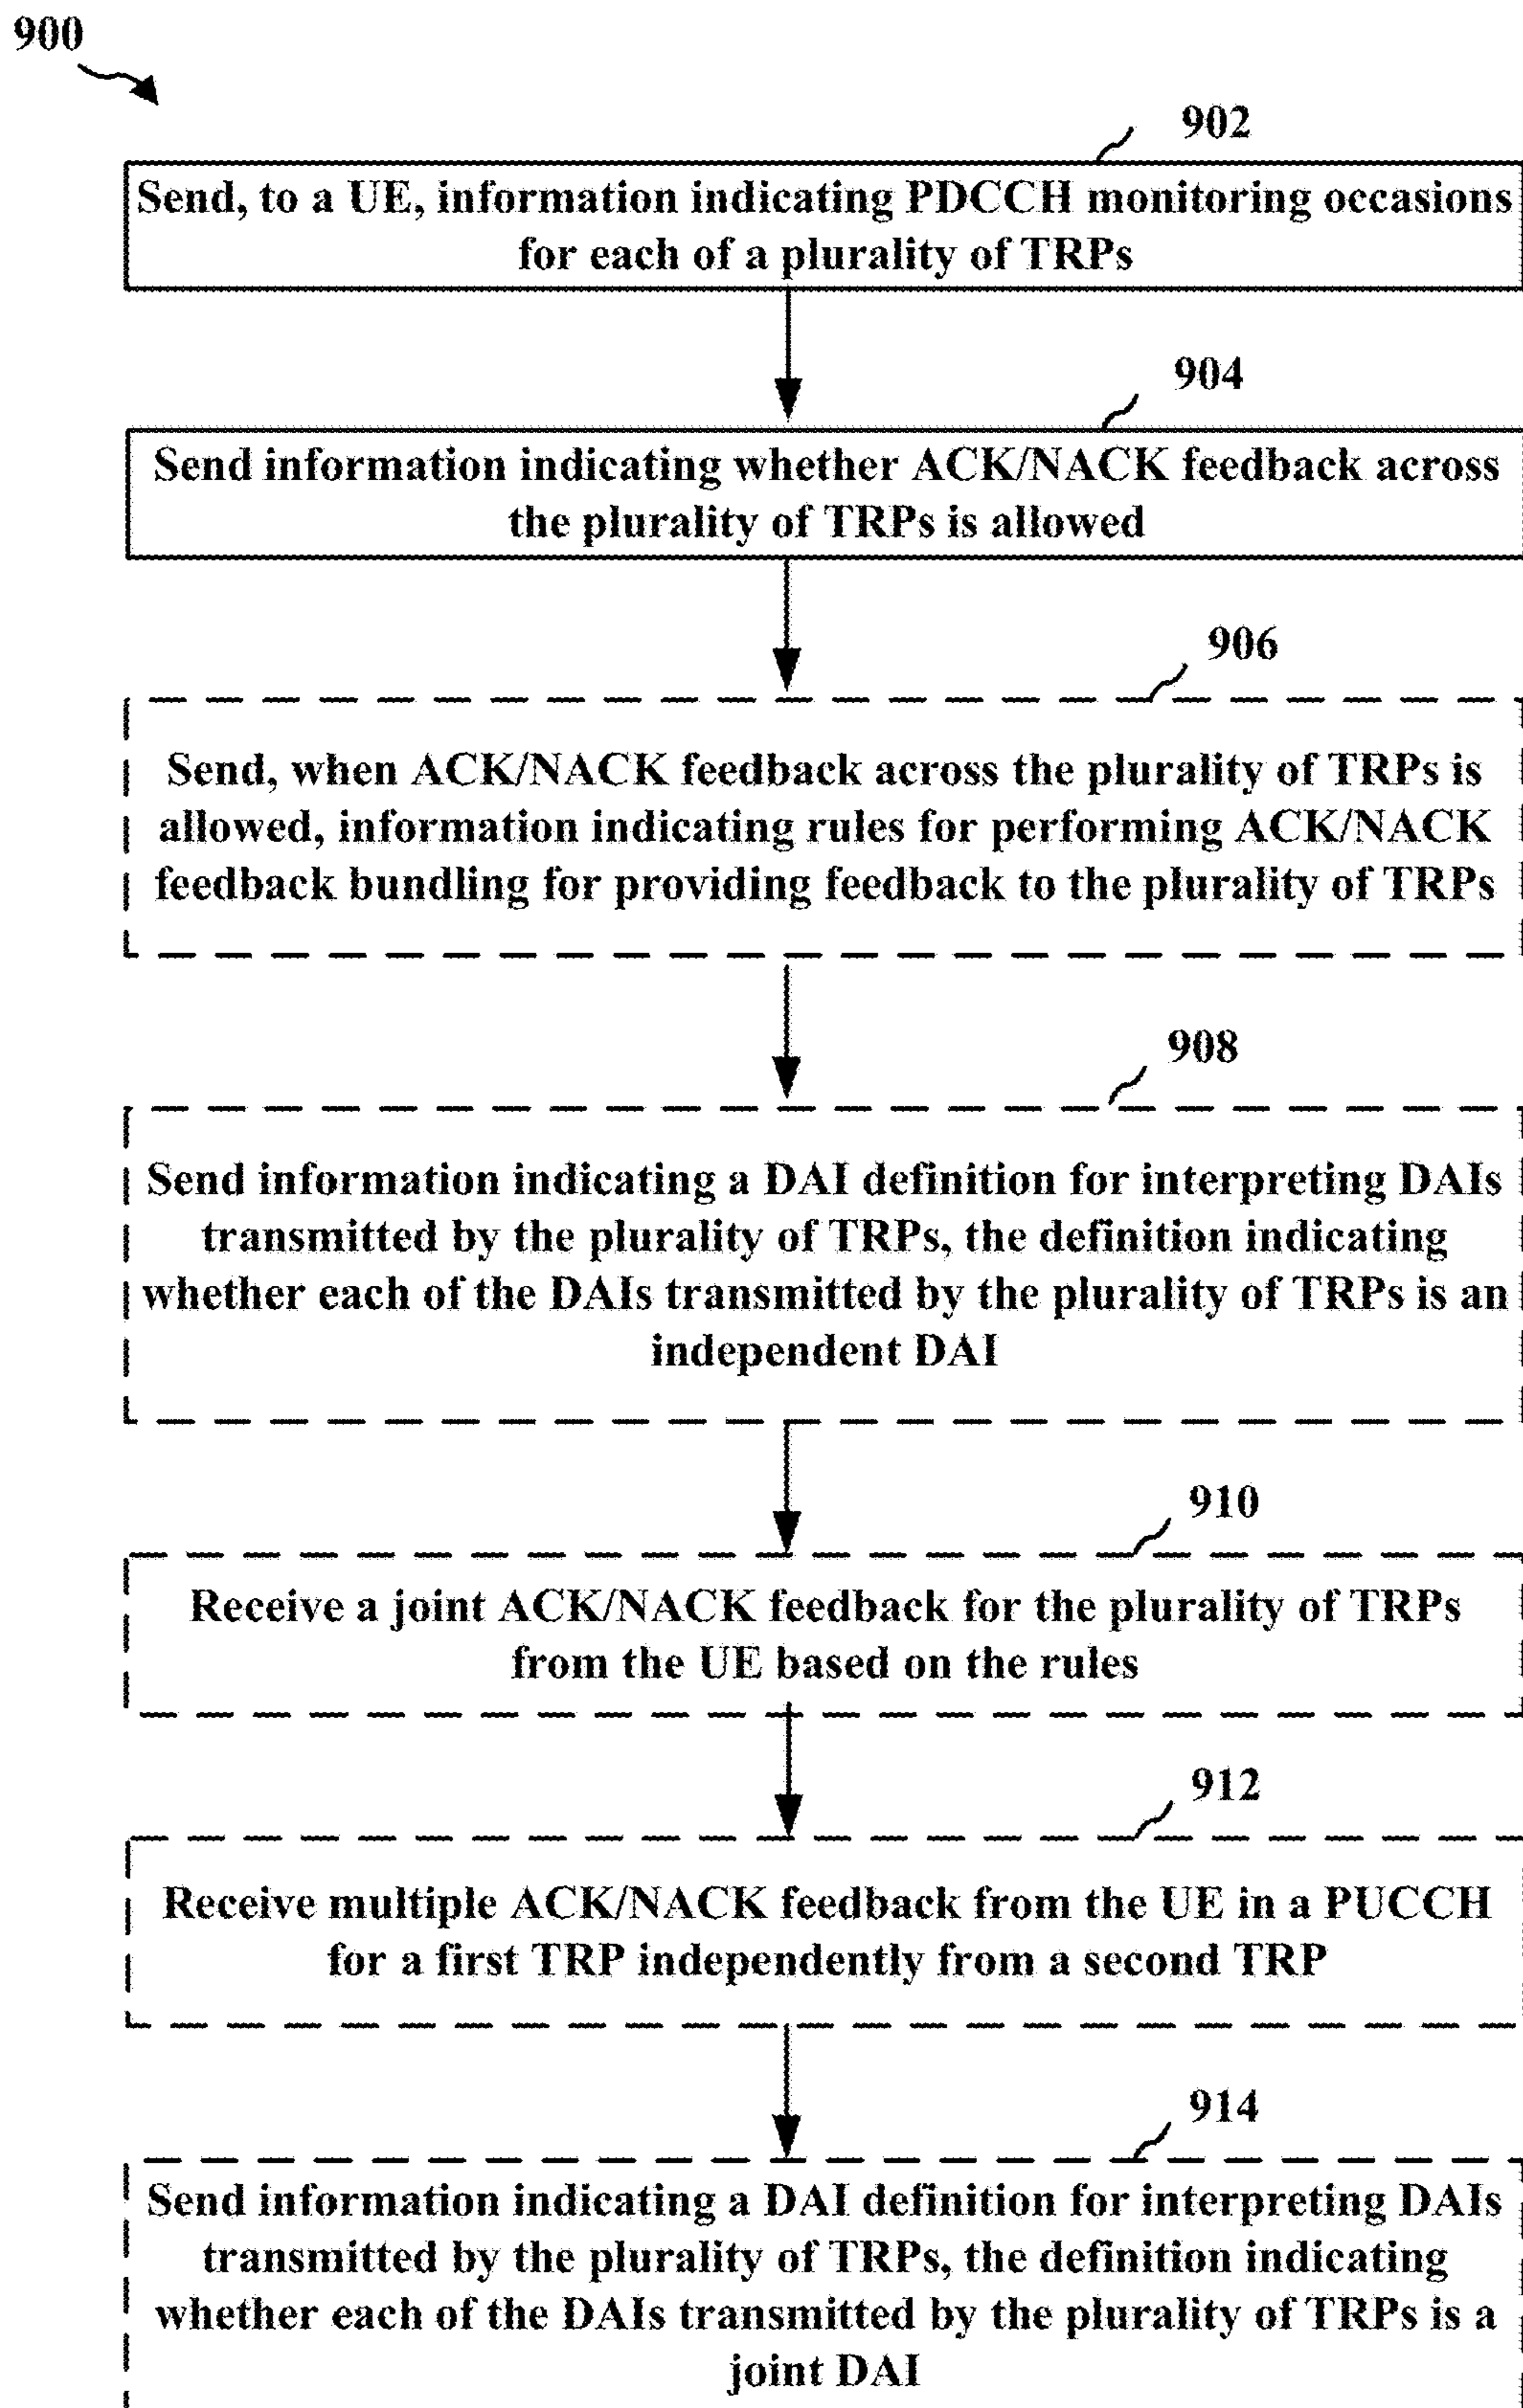 900
902
Send, to a UE, information indicating PDCCH monitoring occasions
for each of a plurality of TRPs
904
Send information indicating whether ACK/NACK feedback across
the plurality of TRPs is allowed
906
Send, when ACK/NACK feedback across the plurality of TRPs is
allowed, information indicating rules for performing ACK/NACK
feedback bundling for providing feedback to the plurality of TRPs
908
Send information indicating a DAI definition for interpreting DAIs
transmitted by the plurality of TRPs, the definition indicating
whether each of the DAIs transmitted by the plurality of TRPs is an
independent DAI
910
Receive a joint ACK/NACK feedback for the plurality of TRPs
from the UE based on the rules
912
Receive multiple ACK/NACK feedback from the UE in a PUCCH
for a first TRP independently from a second TRP
914
Send information indicating a DAI definition for interpreting DAIs
transmitted by the plurality of TRPs, the definition indicating
whether each of the DAIs transmitted by the plurality of TRPs is a
joint DAI